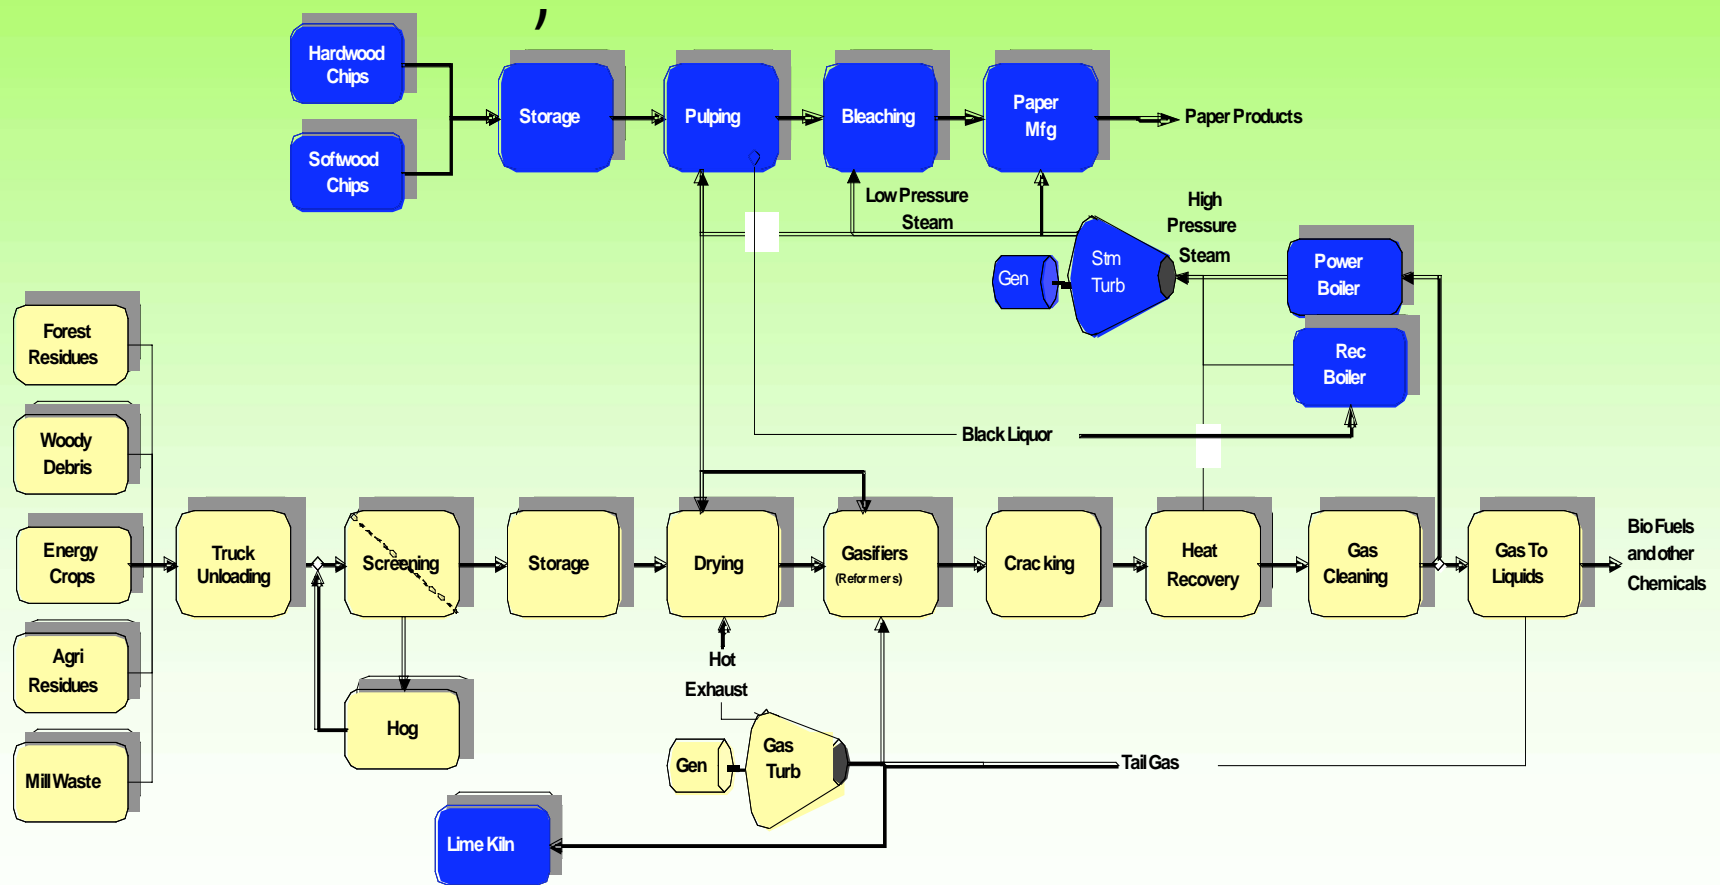 ,
Hardwood
Chips
Softwood
Chips
Storage
Pulping
Bleaching
Paper
Mfg
Paper Products
Low Pressure
Steam
High
Pressure
Steam
Gen
Stm
Turb
Power
Boiler
Rec
Boiler
Black Liquor
Forest
Residues
Woody
Debris
Energy
Crops
Agri
Residues
Mill Waste
Truck
Unloading
Screening
Hog
Storage
Drying
Gasifiers
(Reformers)
Cracking
Heat
Recovery
Gas
Cleaning
Gas To
Liquids
Bio Fuels
and other
Chemicals
Hot
Exhaust
Gen
Gas
Turb
Tail Gas
Lime Kiln